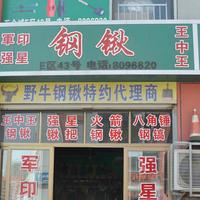 军印
强星
钢锹
王中王
E区43号 电话:8096820
野牛钢锹特约代理商
王中王
钢锹
强星
锹把
火箭
钢锹
八角锤
钢镐
军印
强星